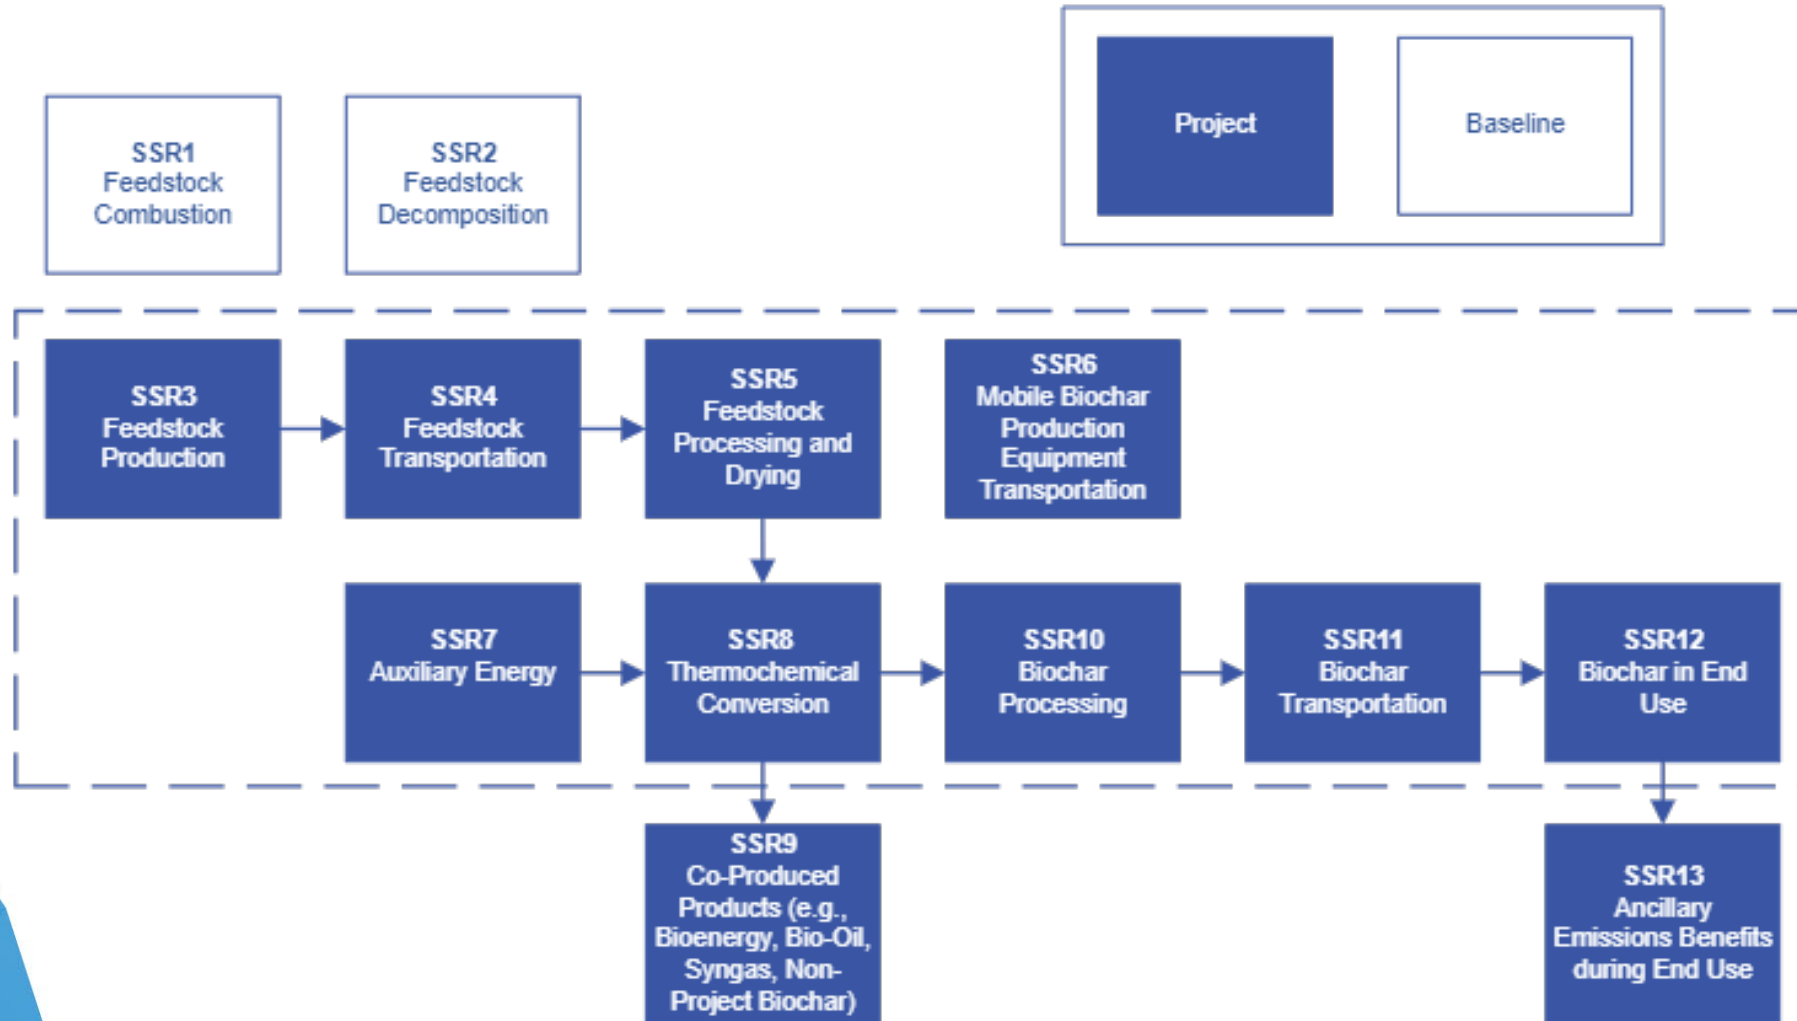 Project
Baseline
SSR1
Feedstock
Combustion
SSR2
Feedstock
Decomposition
SSR3
Feedstock
Production
SSR4
Feedstock
Transportation
SSR5
Feedstock
Processing and
Drying
SSR6
Mobile Biochar
Production
Equipment
Transportation
SSR7
Auxiliary Energy
SSR8
Thermochemical
Conversion
SSR10
Biochar
Processing
SSR11
Biochar
Transportation
SSR12
Biochar in End
Use
SSR9
Co-Produced
Products (e.g.,
Bioenergy, Bio-Oil,
Syngas, Non-
Project Biochar)
SSR13
Ancillary
Emissions Benefits
during End Use